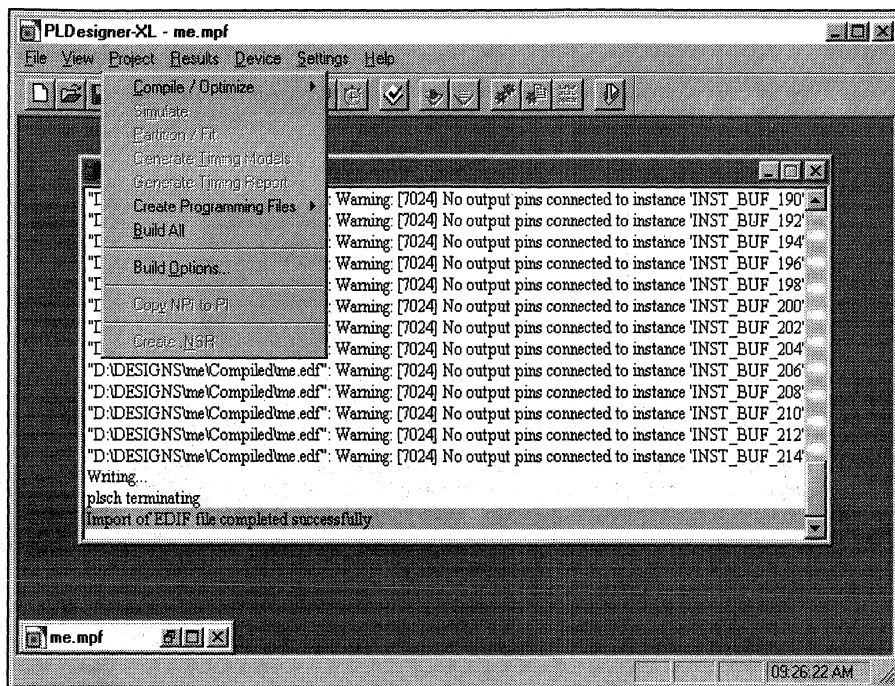 PLDesigner-XL - me.mpf
File View Project Results Device Settings Help
Compile / Optimize
Simulate
Partition / Fit
Generate Timing Models
Generate Timing Report
Create Programming Files
Build All
Build Options...
Copy NPI to PI
Create .NSR
"D : Warning: [7024] No output pins connected to instance 'INST_BUF_190'
"D : Warning: [7024] No output pins connected to instance 'INST_BUF_192'
"D : Warning: [7024] No output pins connected to instance 'INST_BUF_194'
"D : Warning: [7024] No output pins connected to instance 'INST_BUF_196'
"D : Warning: [7024] No output pins connected to instance 'INST_BUF_198'
"D : Warning: [7024] No output pins connected to instance 'INST_BUF_200'
"D : Warning: [7024] No output pins connected to instance 'INST_BUF_202'
"D : Warning: [7024] No output pins connected to instance 'INST_BUF_204'
"D:\DESIGNS\me\Compiled\me.edf": Warning: [7024] No output pins connected to instance 'INST_BUF_206'
"D:\DESIGNS\me\Compiled\me.edf": Warning: [7024] No output pins connected to instance 'INST_BUF_208'
"D:\DESIGNS\me\Compiled\me.edf": Warning: [7024] No output pins connected to instance 'INST_BUF_210'
"D:\DESIGNS\me\Compiled\me.edf": Warning: [7024] No output pins connected to instance 'INST_BUF_212'
"D:\DESIGNS\me\Compiled\me.edf": Warning: [7024] No output pins connected to instance 'INST_BUF_214'
Writing...
plsch terminating
Import of EDIF file completed successfully
me.mpf
09:26:22 AM